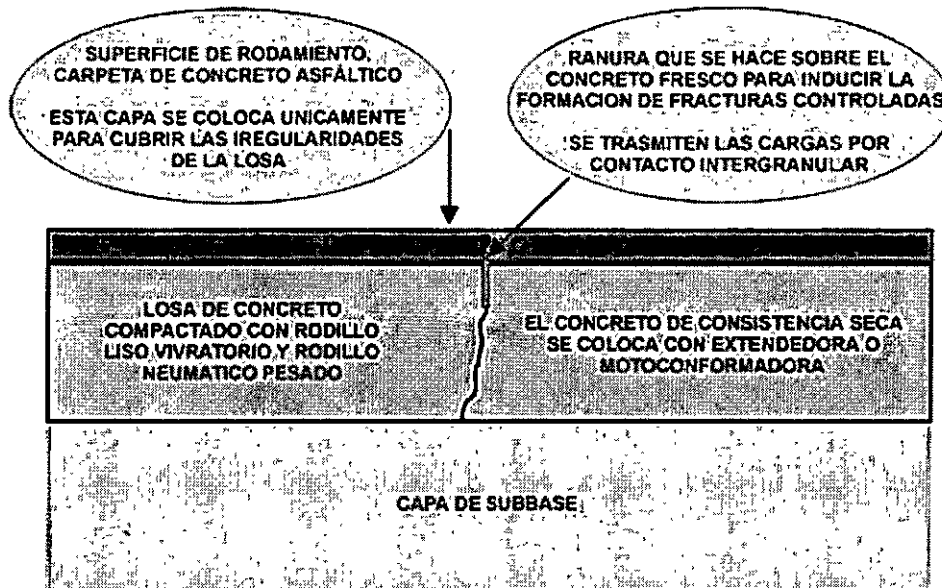 SUPERFICIE DE RODAMIENTO,
CARPETA DE CONCRETO ASFÁLTICO
ESTA CAPA SE COLOCA UNICAMENTE
PARA CUBRIR LAS IREGULARIDADES
DE LA LOSA
RANURA QUE SE HACE SOBRE EL
CONCRETO FRESCO PARA INDUCIR LA
FORMACION DE FRACTURAS CONTROLADAS
SE TRASMITEN LAS CARGAS POR
CONTACTO INTERGRANULAR
LOSA DE CONCRETO
COMPACTADO CON RODILLO
LISO VIVRATORIO Y RODILLO
NEUMATICO PESADO
EL CONCRETO DE CONSISTENCIA SECA
SE COLOCA CON EXTENDEDORA O
MOTOCONFORMADORA
CAPA DE SUBBASE